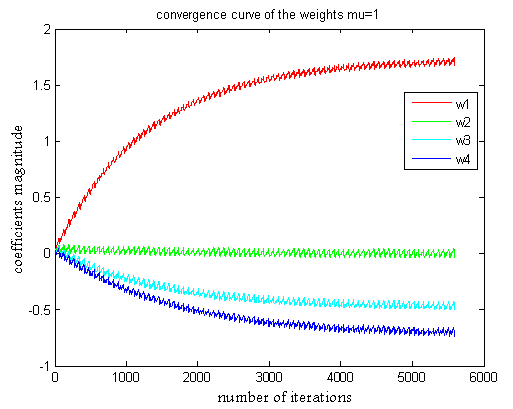 convergence curve of the weights mu=1
2
1.5
1
0.5
0
-0.5
-1
coefficients magnitude
w1
w2
w3
w4
0 1000 2000 3000 4000 5000 6000
number of iterations